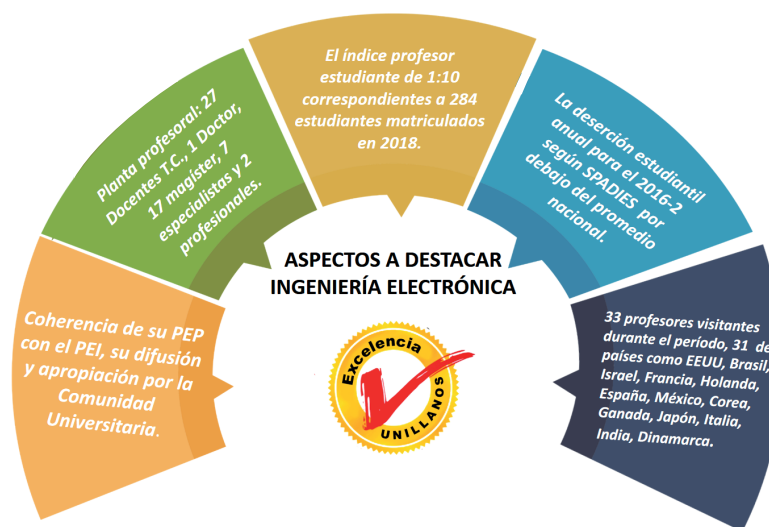 Coherencia de su PEP
con el PEI, su difusión
y apropiación por la
Comunidad
Universitaria.
Planta profesoral: 27
Docentes T.C., 1 Doctor,
17 magíster, 7
especialistas y 2
profesionales.
El índice profesor
estudiante de 1:10
correspondientes a 284
estudiantes matriculados
en 2018.
La deserción estudiantil
anual para el 2016-2
según SPADIES por
debajo del promedio
nacional.
33 profesores visitantes
durante el período, 31 de
países como EEUU, Brasil,
Israel, Francia, Holanda,
España, México, Corea,
Ganada, Japón, Italia,
India, Dinamarca.
ASPECTOS A DESTACAR
INGENIERÍA ELECTRÓNICA
Excelencia
UNILLANOS